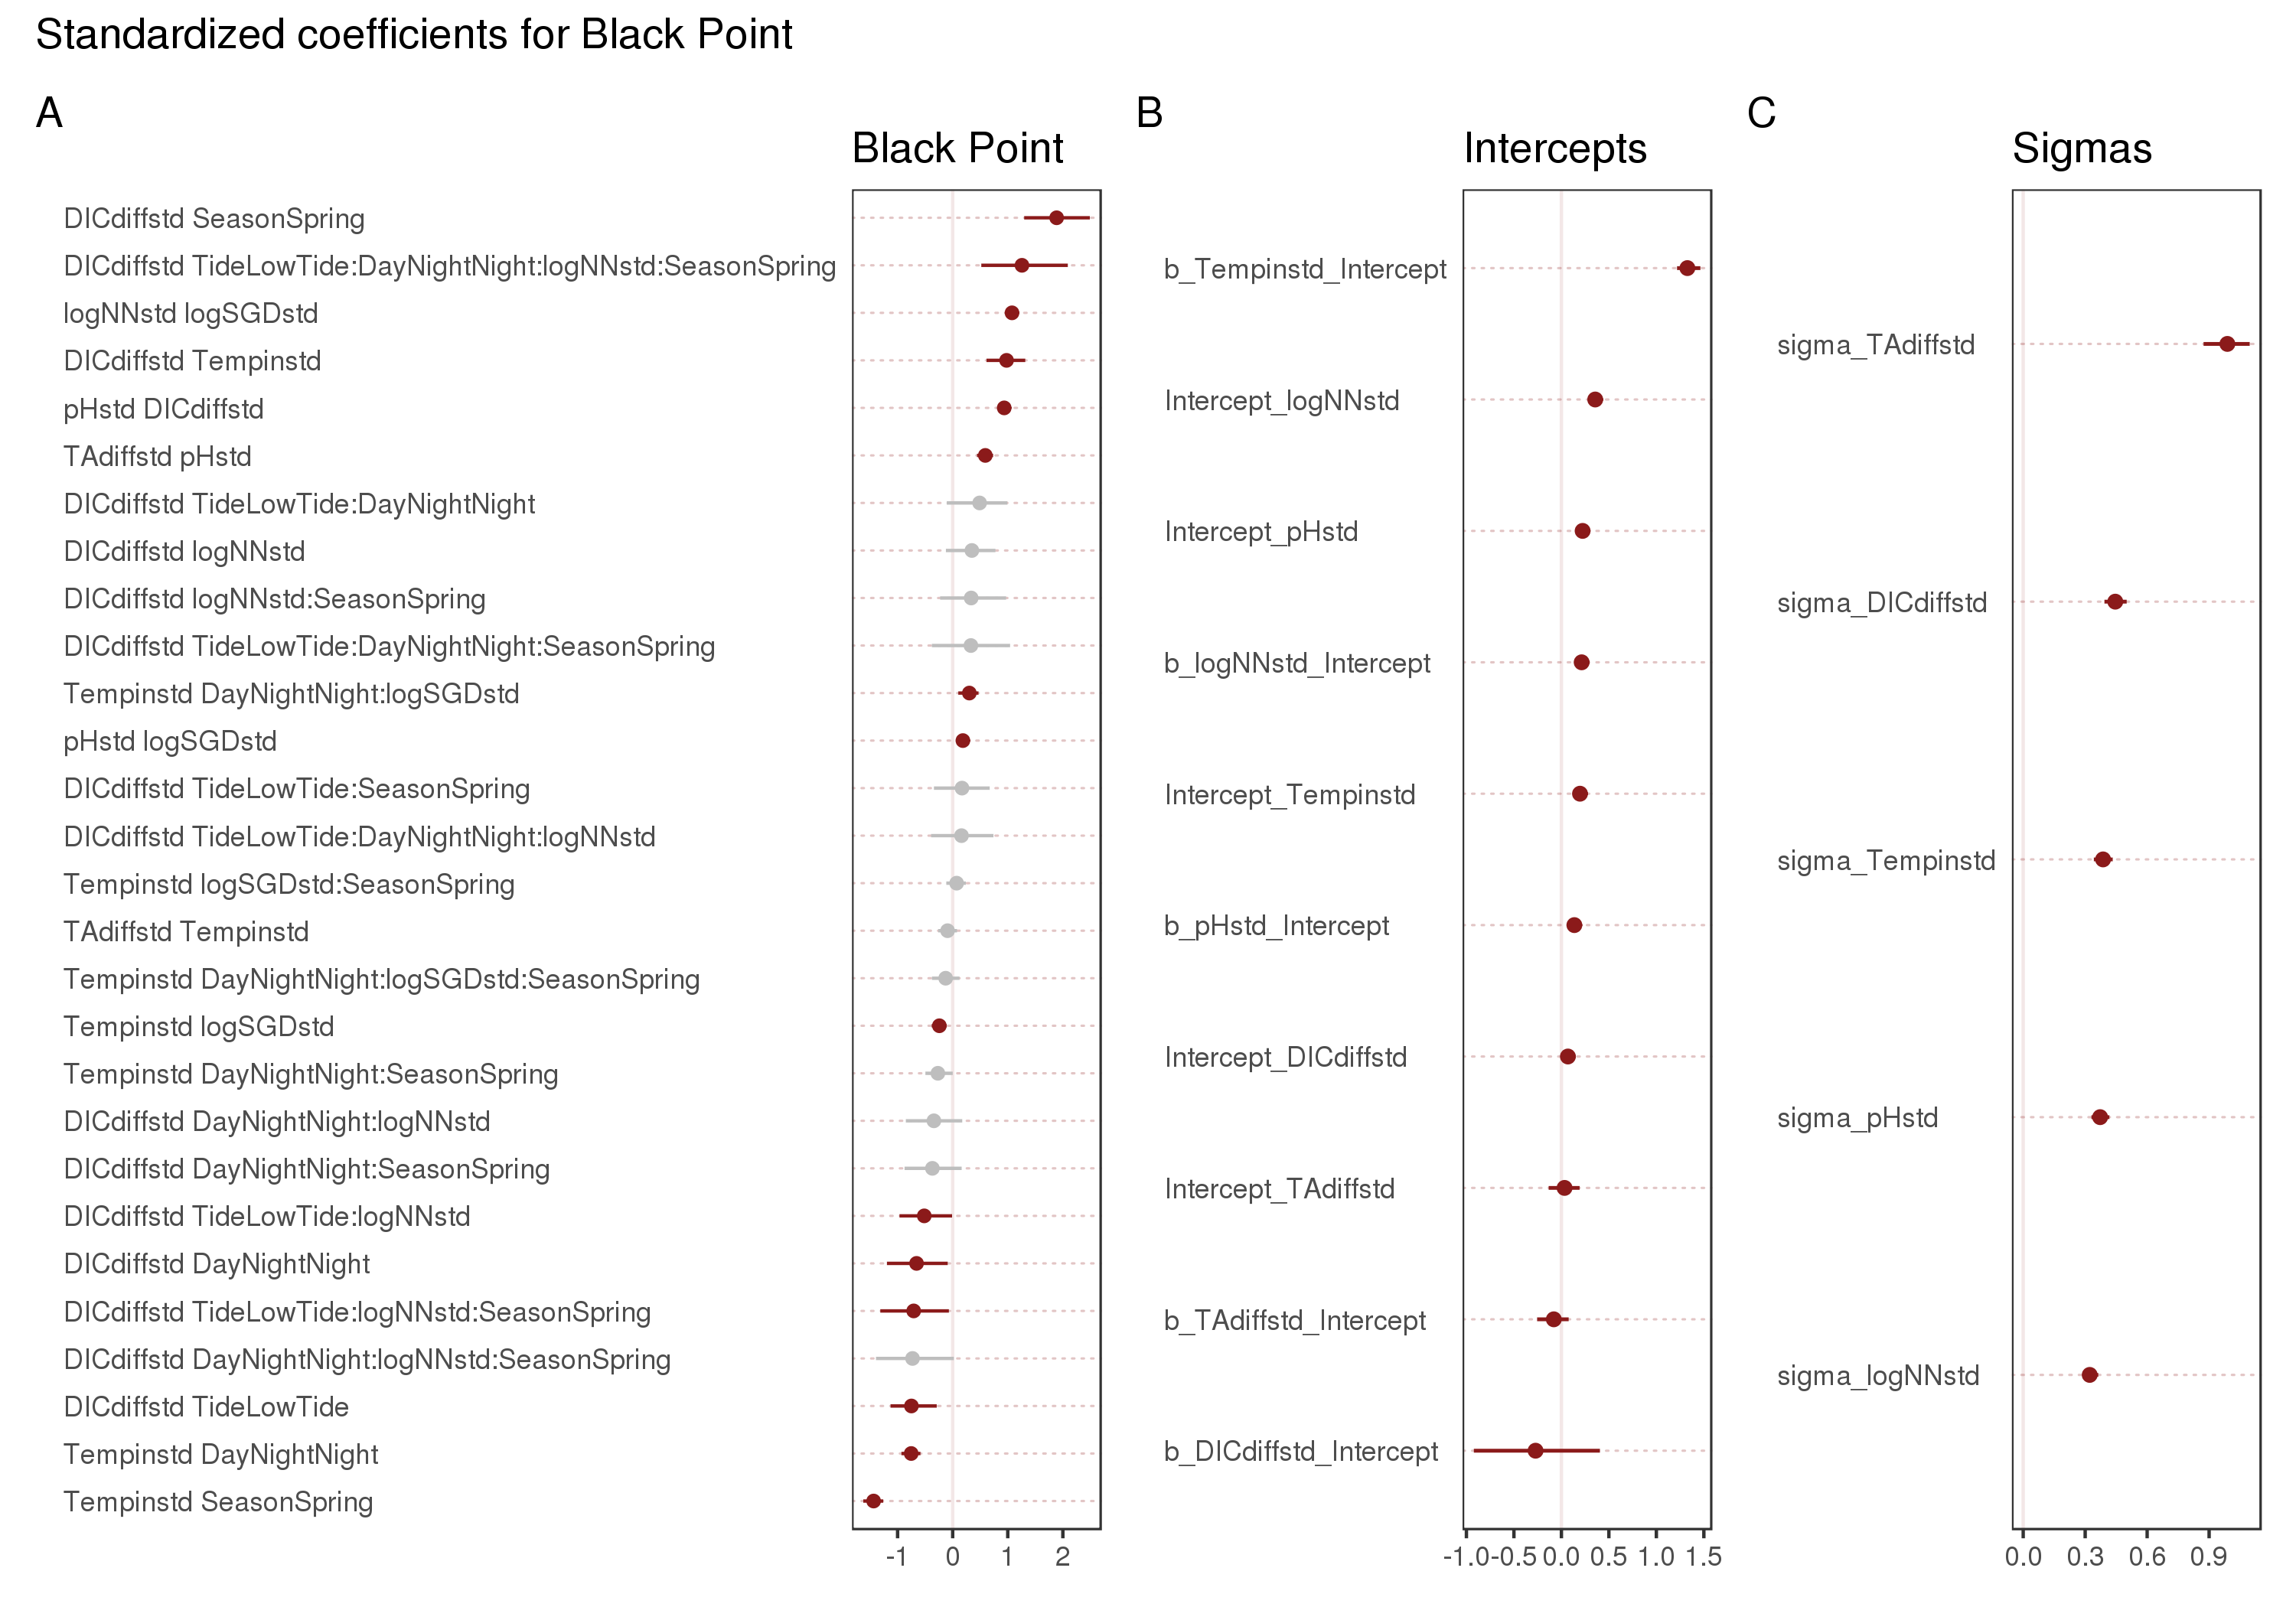 Standardized coefficients for Black Point
A
Black Point
DICdiffstd SeasonSpring
DICdiffstd TideLowTide:DayNightNight:logNNstd:SeasonSpring
logNNstd logSGDstd
DICdiffstd Tempinstd
pHstd DICdiffstd
TAdiffstd pHstd
DICdiffstd TideLowTide:DayNightNight
DICdiffstd logNNstd
DICdiffstd logNNstd:SeasonSpring
DICdiffstd TideLowTide:DayNightNight:SeasonSpring
Tempinstd DayNightNight:logSGDstd
pHstd logSGDstd
DICdiffstd TideLowTide:SeasonSpring
DICdiffstd TideLowTide:DayNightNight:logNNstd
Tempinstd logSGDstd:SeasonSpring
TAdiffstd Tempinstd
Tempinstd DayNightNight:logSGDstd:SeasonSpring
Tempinstd logSGDstd
Tempinstd DayNightNight:SeasonSpring
DICdiffstd DayNightNight:logNNstd
DICdiffstd DayNightNight:SeasonSpring
DICdiffstd TideLowTide:logNNstd
DICdiffstd DayNightNight
DICdiffstd TideLowTide:logNNstd:SeasonSpring
DICdiffstd DayNightNight:logNNstd:SeasonSpring
DICdiffstd TideLowTide
Tempinstd DayNightNight
Tempinstd SeasonSpring
-1 0 1 2
B
Intercepts
b_Tempinstd_Intercept
Intercept_logNNstd
Intercept_pHstd
b_logNNstd_Intercept
Intercept_Tempinstd
b_pHstd_Intercept
Intercept_DICdiffstd
Intercept_TAdiffstd
b_TAdiffstd_Intercept
b_DICdiffstd_Intercept
-1.0 -0.5 0.0 0.5 1.0 1.5
C
Sigmas
sigma_TAdiffstd
sigma_DICdiffstd
sigma_Tempinstd
sigma_pHstd
sigma_logNNstd
0.0 0.3 0.6 0.9